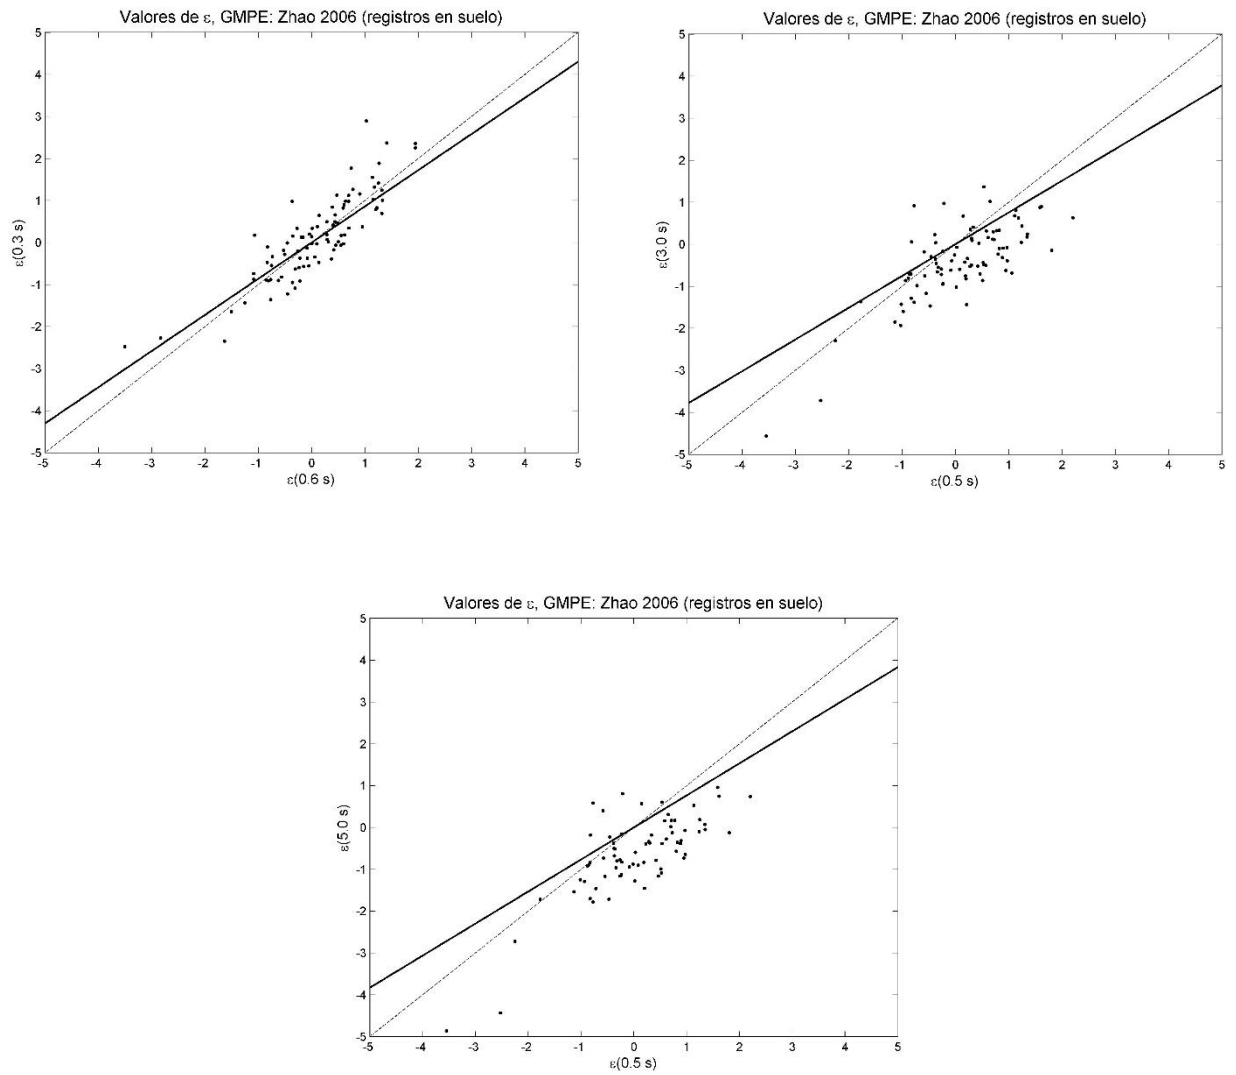 Valores de ε, GMPE: Zhao 2006 (registros en suelo)
5
4
3
2
1
0
-1
-2
-3
-4
-5
ε(0.3 s)
-5 -4 -3 -2 -1 0 1 2 3 4 5
ε(0.6 s)
Valores de ε, GMPE: Zhao 2006 (registros en suelo)
5
4
3
2
1
0
-1
-2
-3
-4
-5
ε(3.0 s)
-5 -4 -3 -2 -1 0 1 2 3 4 5
ε(0.5 s)
Valores de ε, GMPE: Zhao 2006 (registros en suelo)
5
4
3
2
1
0
-1
-2
-3
-4
-5
ε(5.0 s)
-5 -4 -3 -2 -1 0 1 2 3 4 5
ε(0.5 s)